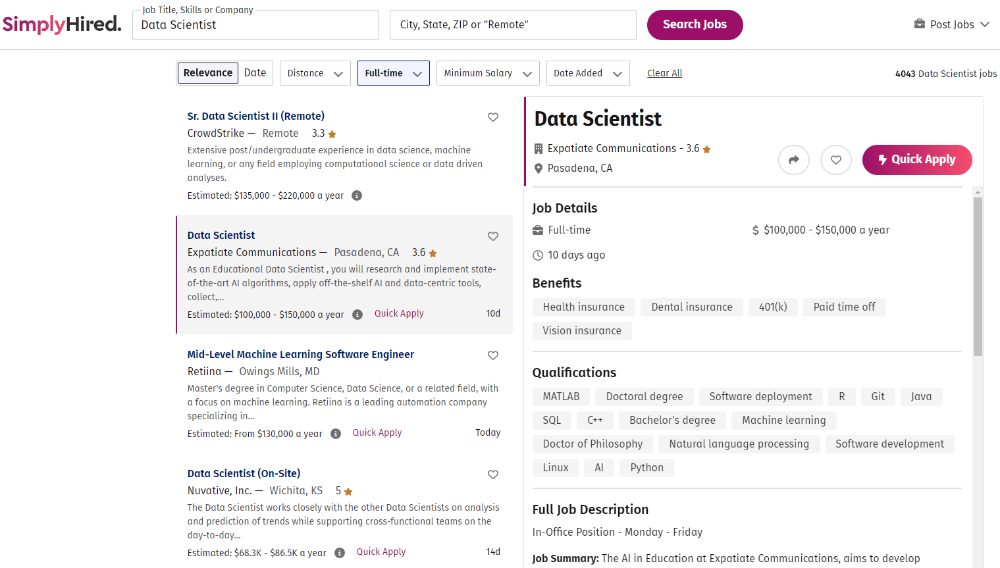 SimplyHired.
Job Title, Skills or Company
Data Scientist
City, State, ZIP or "Remote"
Search Jobs
Post Jobs
Relevance Date
Distance
Full-time
Minimum Salary
Date Added
Clear All
4043 Data Scientist jobs
Sr. Data Scientist II (Remote)
CrowdStrike — Remote 3.3
Extensive post/undergraduate experience in data science, machine
learning, or any field employing computational science or data driven
analyses.
Estimated: $135,000 - $220,000 a year
Data Scientist
Expatiate Communications — Pasadena, CA 3.6
As an Educational Data Scientist , you will research and implement state-
of-the-art AI algorithms, apply off-the-shelf AI and data-centric tools,
collect,...
Estimated: $100,000 - $150,000 a year Quick Apply 10d
Mid-Level Machine Learning Software Engineer
Retiina — Owings Mills, MD
Master's degree in Computer Science, Data Science, or a related field, with
a focus on machine learning. Retiina is a leading automation company
specializing in...
Estimated: From $130,000 a year Quick Apply Today
Data Scientist (On-Site)
Nuvative, Inc. — Wichita, KS 5
The Data Scientist works closely with the other Data Scientists on analysis
and prediction of trends while supporting cross-functional teams on the
day-to-day...
Estimated: $68.3K - $86.5K a year Quick Apply 14d
Data Scientist
Expatiate Communications - 3.6
Pasadena, CA
Quick Apply
Job Details
Full-time $100,000 - $150,000 a year
10 days ago
Benefits
Health insurance Dental insurance 401(k) Paid time off
Vision insurance
Qualifications
MATLAB Doctoral degree Software deployment R Git Java
SQL C++ Bachelor's degree Machine learning
Doctor of Philosophy Natural language processing Software development
Linux AI Python
Full Job Description
In-Office Position - Monday - Friday
Job Summary: The AI in Education at Expatiate Communications, aims to develop